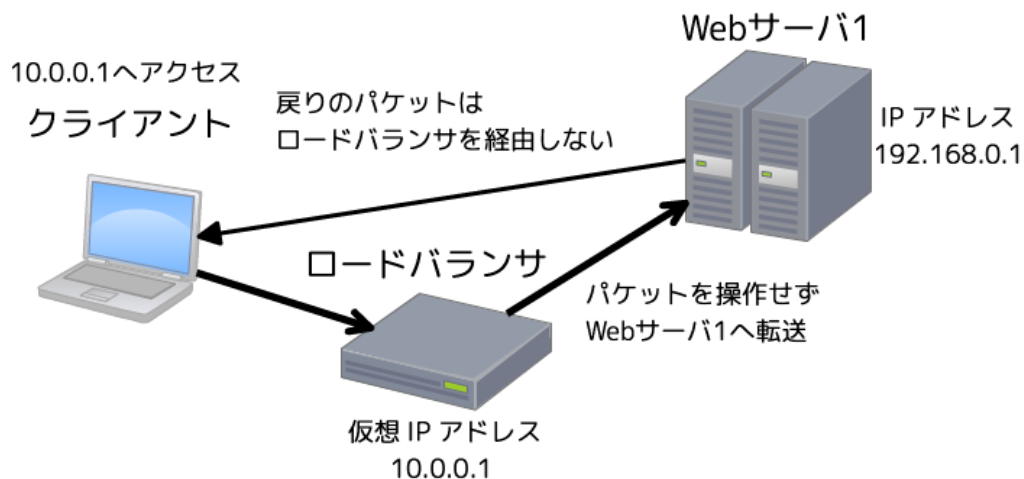 Webサーバ1
10.0.0.1へアクセス
クライアント
戻りのパケットは
ロードバランサを経由しない
IP アドレス
192.168.0.1
ロードバランサ
パケットを操作せず
Webサーバ1へ転送
仮想 IP アドレス
10.0.0.1